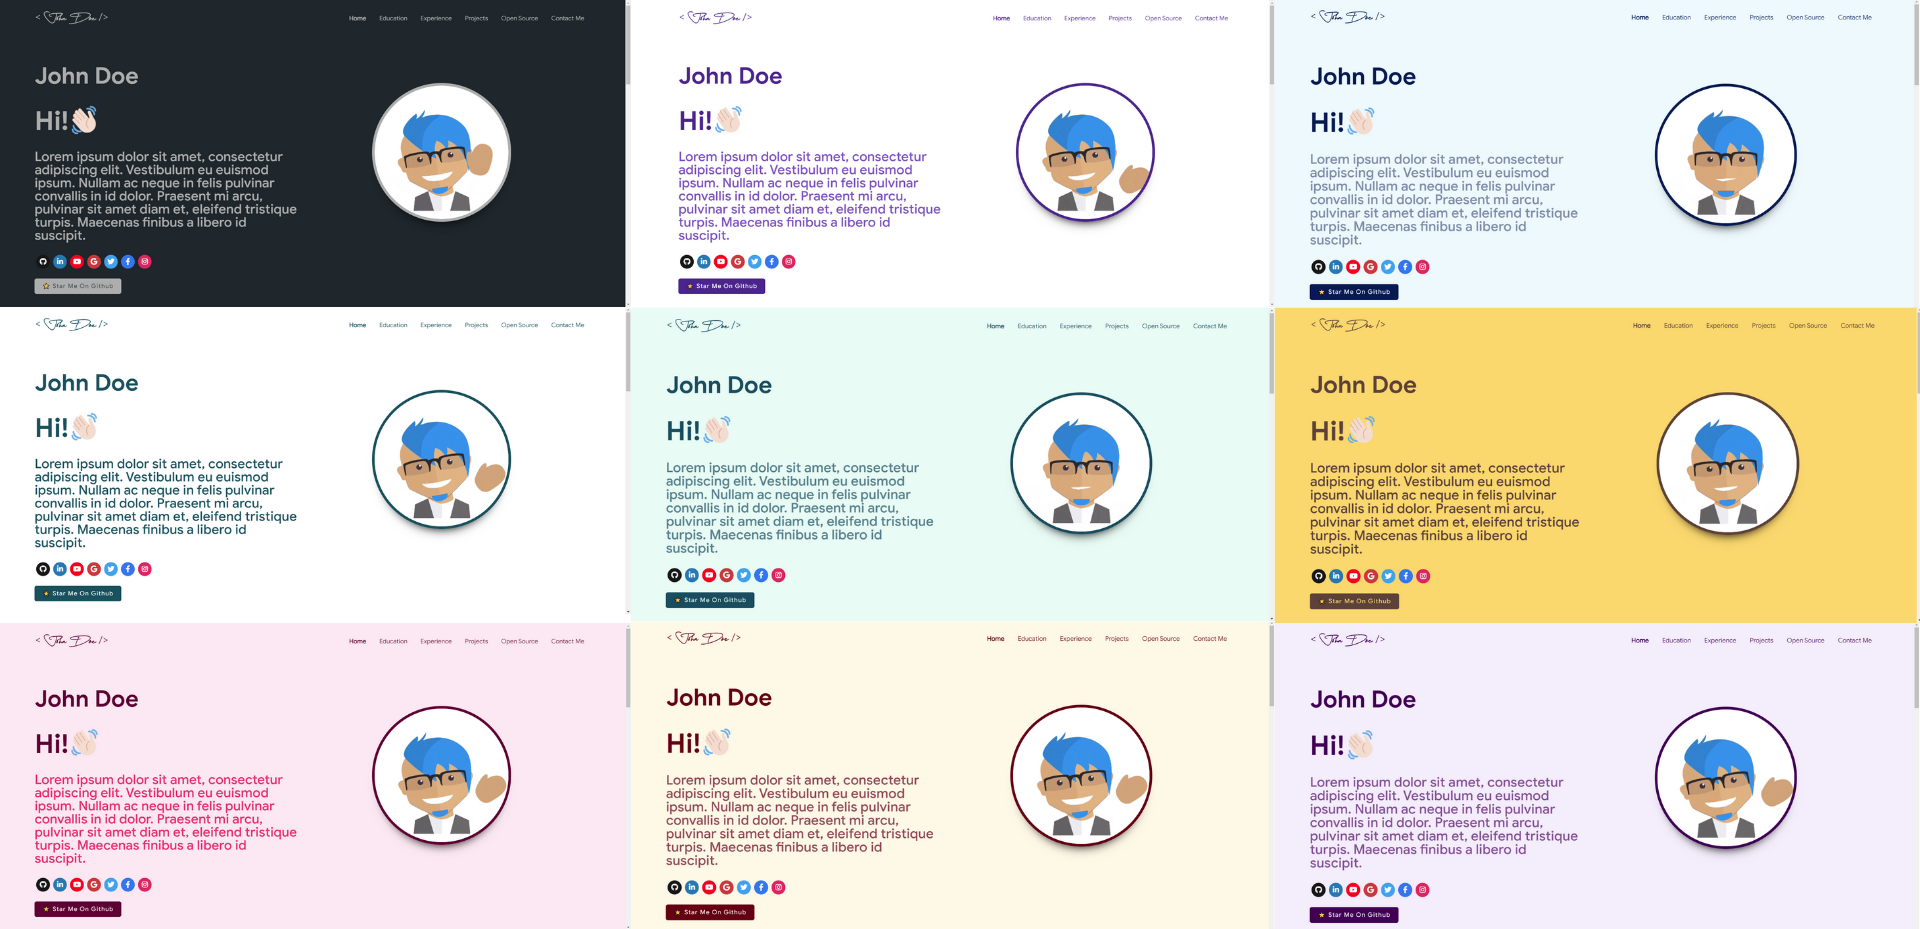 < John Doe />
Home Education Experience Projects Open Source Contact Me
John Doe
Hi!
Lorem ipsum dolor sit amet, consectetur
adipiscing elit. Vestibulum eu euismod
ipsum. Nullam ac neque in felis pulvinar
convallis in id dolor. Praesent mi arcu,
pulvinar sit amet diam et, eleifend tristique
turpis. Maecenas finibus a libero id
suscipit.
Star Me On Github
< John Doe />
Home Education Experience Projects Open Source Contact Me
John Doe
Hi!
Lorem ipsum dolor sit amet, consectetur
adipiscing elit. Vestibulum eu euismod
ipsum. Nullam ac neque in felis pulvinar
convallis in id dolor. Praesent mi arcu,
pulvinar sit amet diam et, eleifend tristique
turpis. Maecenas finibus a libero id
suscipit.
Star Me On Github
< John Doe />
Home Education Experience Projects Open Source Contact Me
John Doe
Hi!
Lorem ipsum dolor sit amet, consectetur
adipiscing elit. Vestibulum eu euismod
ipsum. Nullam ac neque in felis pulvinar
convallis in id dolor. Praesent mi arcu,
pulvinar sit amet diam et, eleifend tristique
turpis. Maecenas finibus a libero id
suscipit.
Star Me On Github
< John Doe />
Home Education Experience Projects Open Source Contact Me
John Doe
Hi!
Lorem ipsum dolor sit amet, consectetur
adipiscing elit. Vestibulum eu euismod
ipsum. Nullam ac neque in felis pulvinar
convallis in id dolor. Praesent mi arcu,
pulvinar sit amet diam et, eleifend tristique
turpis. Maecenas finibus a libero id
suscipit.
Star Me On Github
< John Doe />
Home Education Experience Projects Open Source Contact Me
John Doe
Hi!
Lorem ipsum dolor sit amet, consectetur
adipiscing elit. Vestibulum eu euismod
ipsum. Nullam ac neque in felis pulvinar
convallis in id dolor. Praesent mi arcu,
pulvinar sit amet diam et, eleifend tristique
turpis. Maecenas finibus a libero id
suscipit.
Star Me On Github
< John Doe />
Home Education Experience Projects Open Source Contact Me
John Doe
Hi!
Lorem ipsum dolor sit amet, consectetur
adipiscing elit. Vestibulum eu euismod
ipsum. Nullam ac neque in felis pulvinar
convallis in id dolor. Praesent mi arcu,
pulvinar sit amet diam et, eleifend tristique
turpis. Maecenas finibus a libero id
suscipit.
Star Me On Github
< John Doe />
Home Education Experience Projects Open Source Contact Me
John Doe
Hi!
Lorem ipsum dolor sit amet, consectetur
adipiscing elit. Vestibulum eu euismod
ipsum. Nullam ac neque in felis pulvinar
convallis in id dolor. Praesent mi arcu,
pulvinar sit amet diam et, eleifend tristique
turpis. Maecenas finibus a libero id
suscipit.
Star Me On Github
< John Doe />
Home Education Experience Projects Open Source Contact Me
John Doe
Hi!
Lorem ipsum dolor sit amet, consectetur
adipiscing elit. Vestibulum eu euismod
ipsum. Nullam ac neque in felis pulvinar
convallis in id dolor. Praesent mi arcu,
pulvinar sit amet diam et, eleifend tristique
turpis. Maecenas finibus a libero id
suscipit.
Star Me On Github
< John Doe />
Home Education Experience Projects Open Source Contact Me
John Doe
Hi!
Lorem ipsum dolor sit amet, consectetur
adipiscing elit. Vestibulum eu euismod
ipsum. Nullam ac neque in felis pulvinar
convallis in id dolor. Praesent mi arcu,
pulvinar sit amet diam et, eleifend tristique
turpis. Maecenas finibus a libero id
suscipit.
Star Me On Github